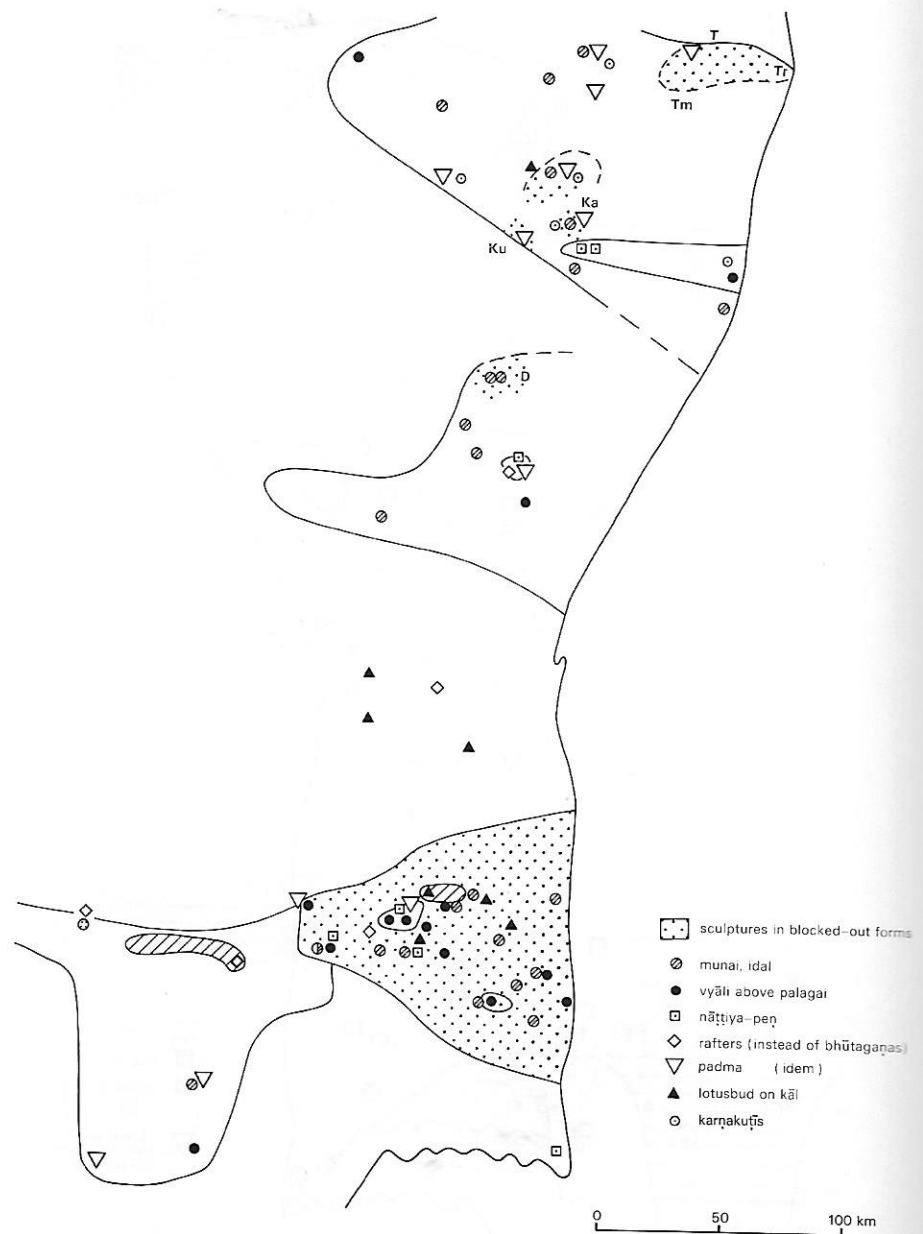 T
Tr
Tm
Ka
Ku
D
sculptures in blocked-out forms
munai, idal
vyāli above palagai
nāṭṭiya-peṇ
rafters (instead of bhūtagaṇas)
padma (idem)
lotusbud on kāl
karṇakuṭīs
0 50 100 km